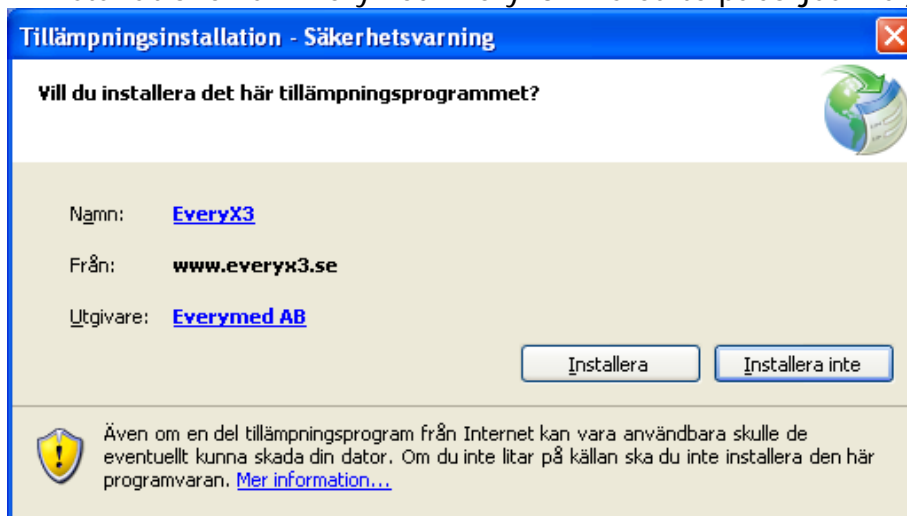 Tillämpningsinstallation - Säkerhetsvarning
Vill du installera det här tillämpningsprogrammet?
Namn: EveryX3
Från: www.everyx3.se
Utgivare: Everymed AB
Installera Installera inte
Även om en del tillämpningsprogram från Internet kan vara användbara skulle de
eventuellt kunna skada din dator. Om du inte litar på källan ska du inte installera den här
programvaran. Mer information...